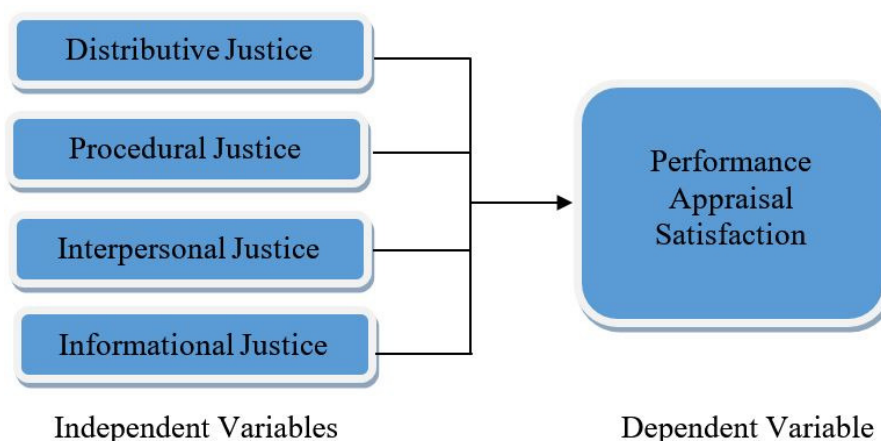 Distributive Justice
Procedural Justice
Interpersonal Justice
Informational Justice
Performance
Appraisal
Satisfaction
Independent Variables
Dependent Variable